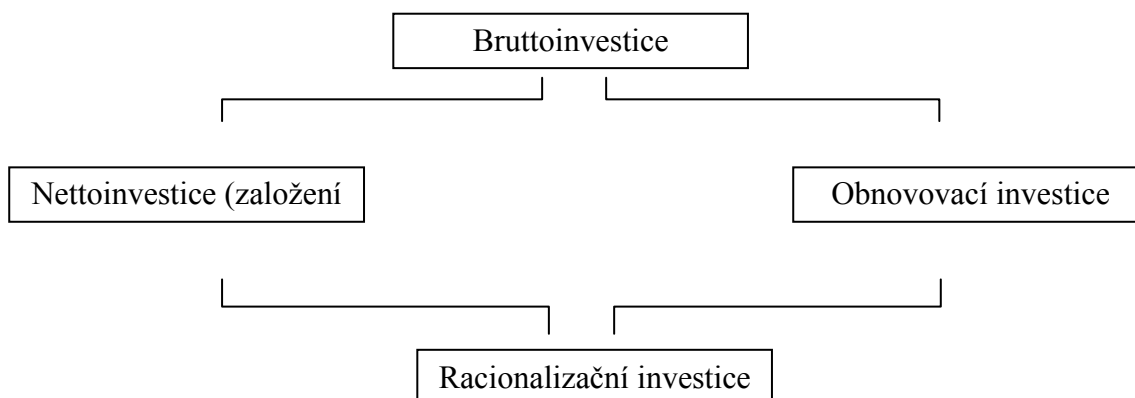 Bruttoinvestice
Nettoinvestice (založení
Obnovovací investice
Racionalizační investice